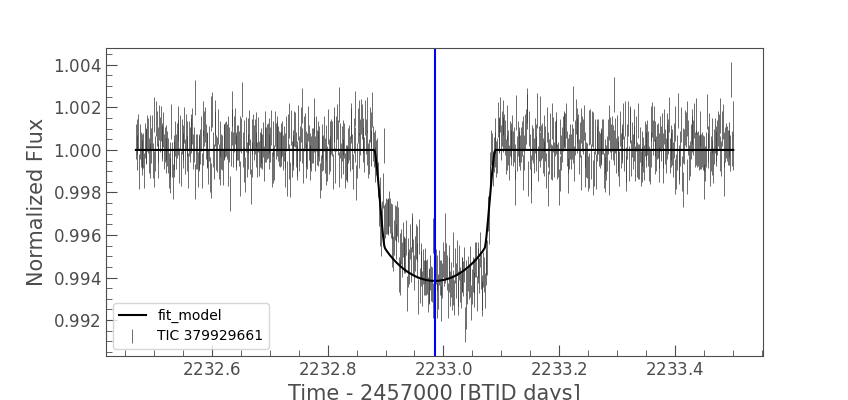 1.004
1.002
1.000
0.998
0.996
0.994
0.992
Normalized Flux
fit_model
TIC 379929661
2232.6 2232.8 2233.0 2233.2 2233.4
Time - 2457000 [BTJD days]